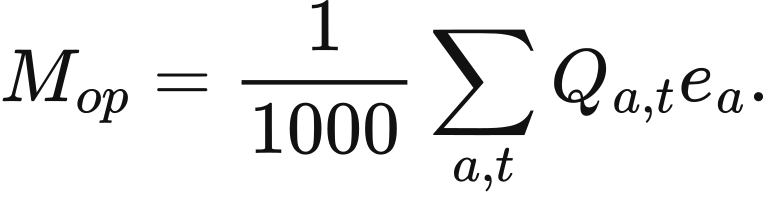 M_{op} = \frac{1}{1000} \sum_{a,t} Q_{a,t} e_a.